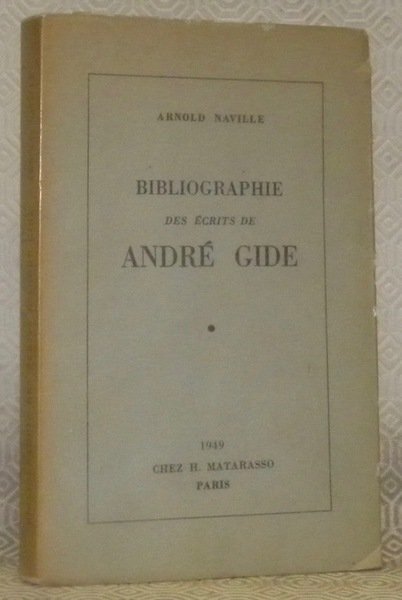 ARNOLD NAVILLE
BIBLIOGRAPHIE
DES ÉCRITS DE
ANDRÉ GIDE
1949
CHEZ H. MATARASSO
PARIS